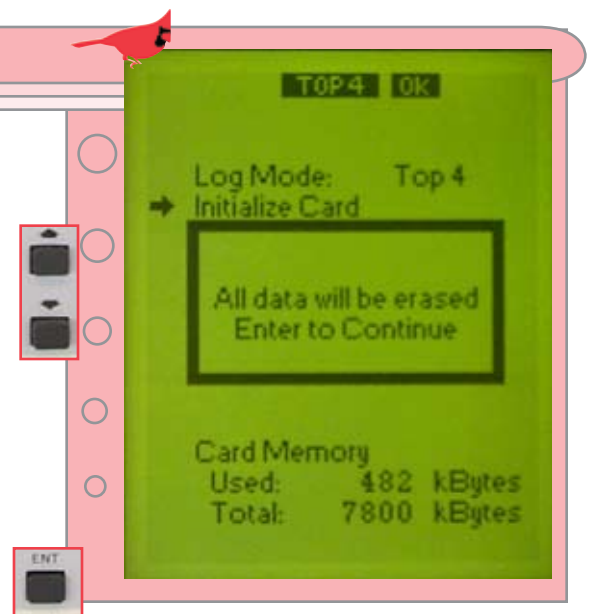 TOP4 OK
Log Mode: Top 4
Initialize Card
All data will be erased
Enter to Continue
Card Memory
Used: 482 kBytes
Total: 7800 kBytes
ENT